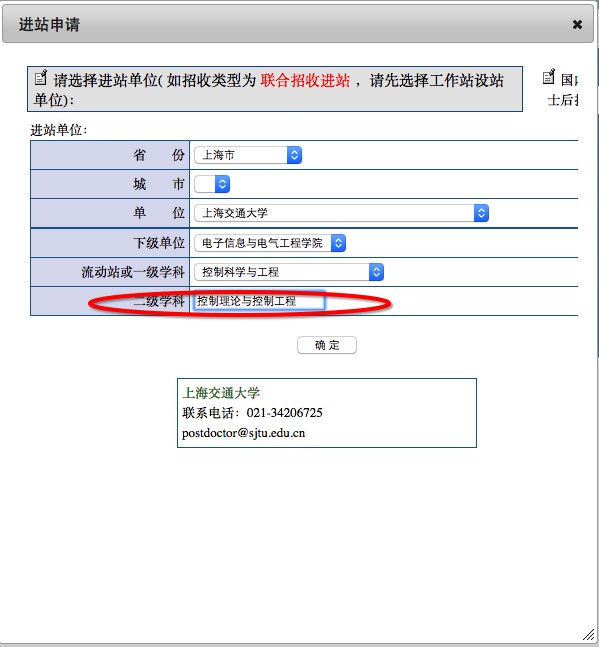 进站申请
请选择进站单位( 如招收类型为 联合招收进站 ，请先选择工作站设站
单位)：
国内
士后扌
进站单位：
省 份 上海市
城 市
单 位 上海交通大学
下级单位 电子信息与电气工程学院
流动站或一级学科 控制科学与工程
二级学科 控制理论与控制工程
确 定
上海交通大学
联系电话：021-34206725
postdoctor@sjtu.edu.cn